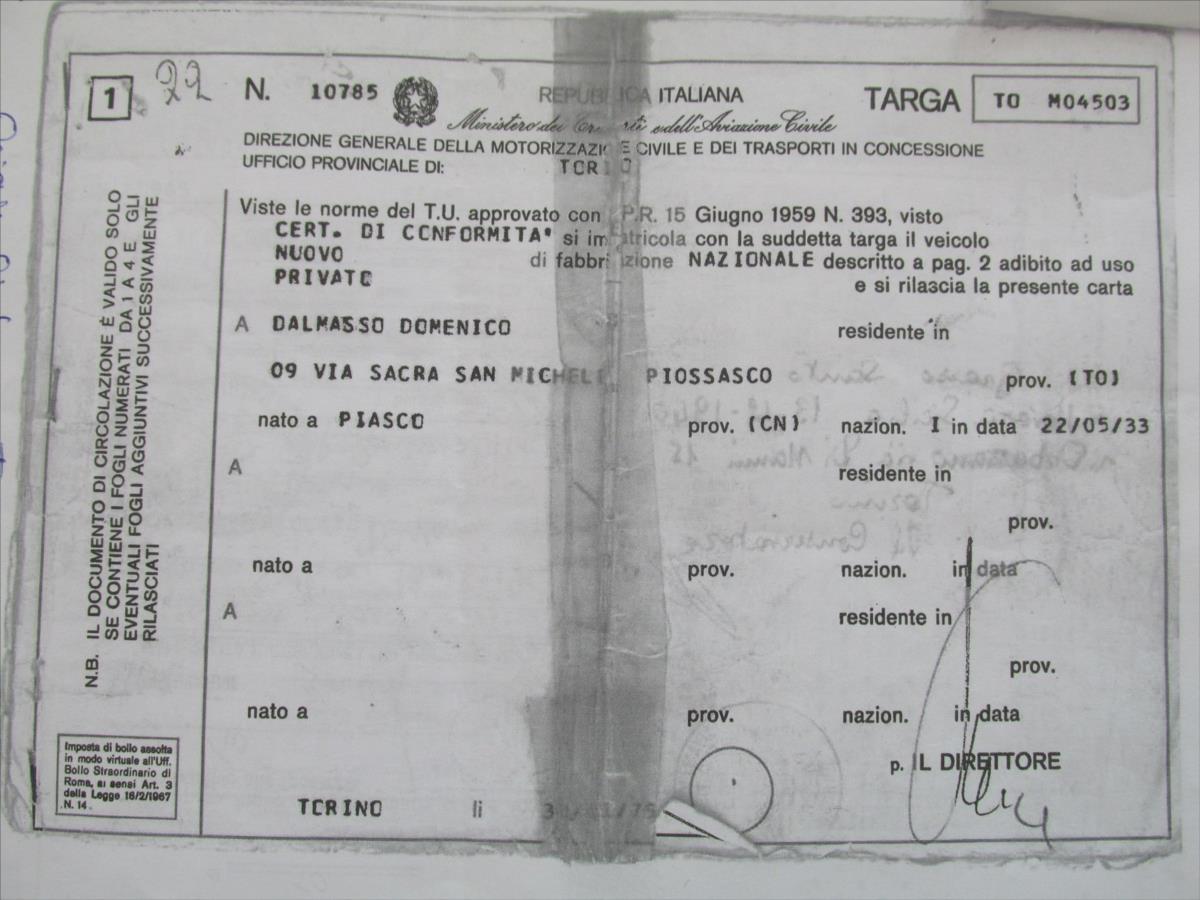 1
22
N. 10785
REPUBBLICA ITALIANA
TARGA TO M04503
Ministero dei e dell'Aviazione Civile
DIREZIONE GENERALE DELLA MOTORIZZAZIONE CIVILE E DEI TRASPORTI IN CONCESSIONE
UFFICIO PROVINCIALE DI: TORINO
Viste le norme del T.U. approvato con P.R. 15 Giugno 1959 N. 393, visto
CERT. DI CONFORMITA' si immatricola con la suddetta targa il veicolo
NUOVO di fabbricazione NAZIONALE descritto a pag. 2 adibito ad uso
PRIVATO e si rilascia la presente carta
A DALMASSO DOMENICO residente in
09 VIA SACRA SAN MICHELE PIOSSASCO prov. (TO)
nato a PIASCO prov. (CN) nazion. I in data 22/05/33
A residente in
prov.
nato a prov. nazion. in data
A residente in
prov.
nato a prov. nazion. in data
p. IL DIRETTORE
TORINO li
N.B. IL DOCUMENTO DI CIRCOLAZIONE È VALIDO SOLO
SE CONTIENE I FOGLI NUMERATI DA 1 A 4 E GLI
EVENTUALI FOGLI AGGIUNTIVI SUCCESSIVAMENTE
RILASCIATI
Imposta di bollo assolta
in modo virtuale all'Uff.
Bollo Straordinario di
Roma, ai sensi Art. 3
della Legge 16/2/1967
N. 14.